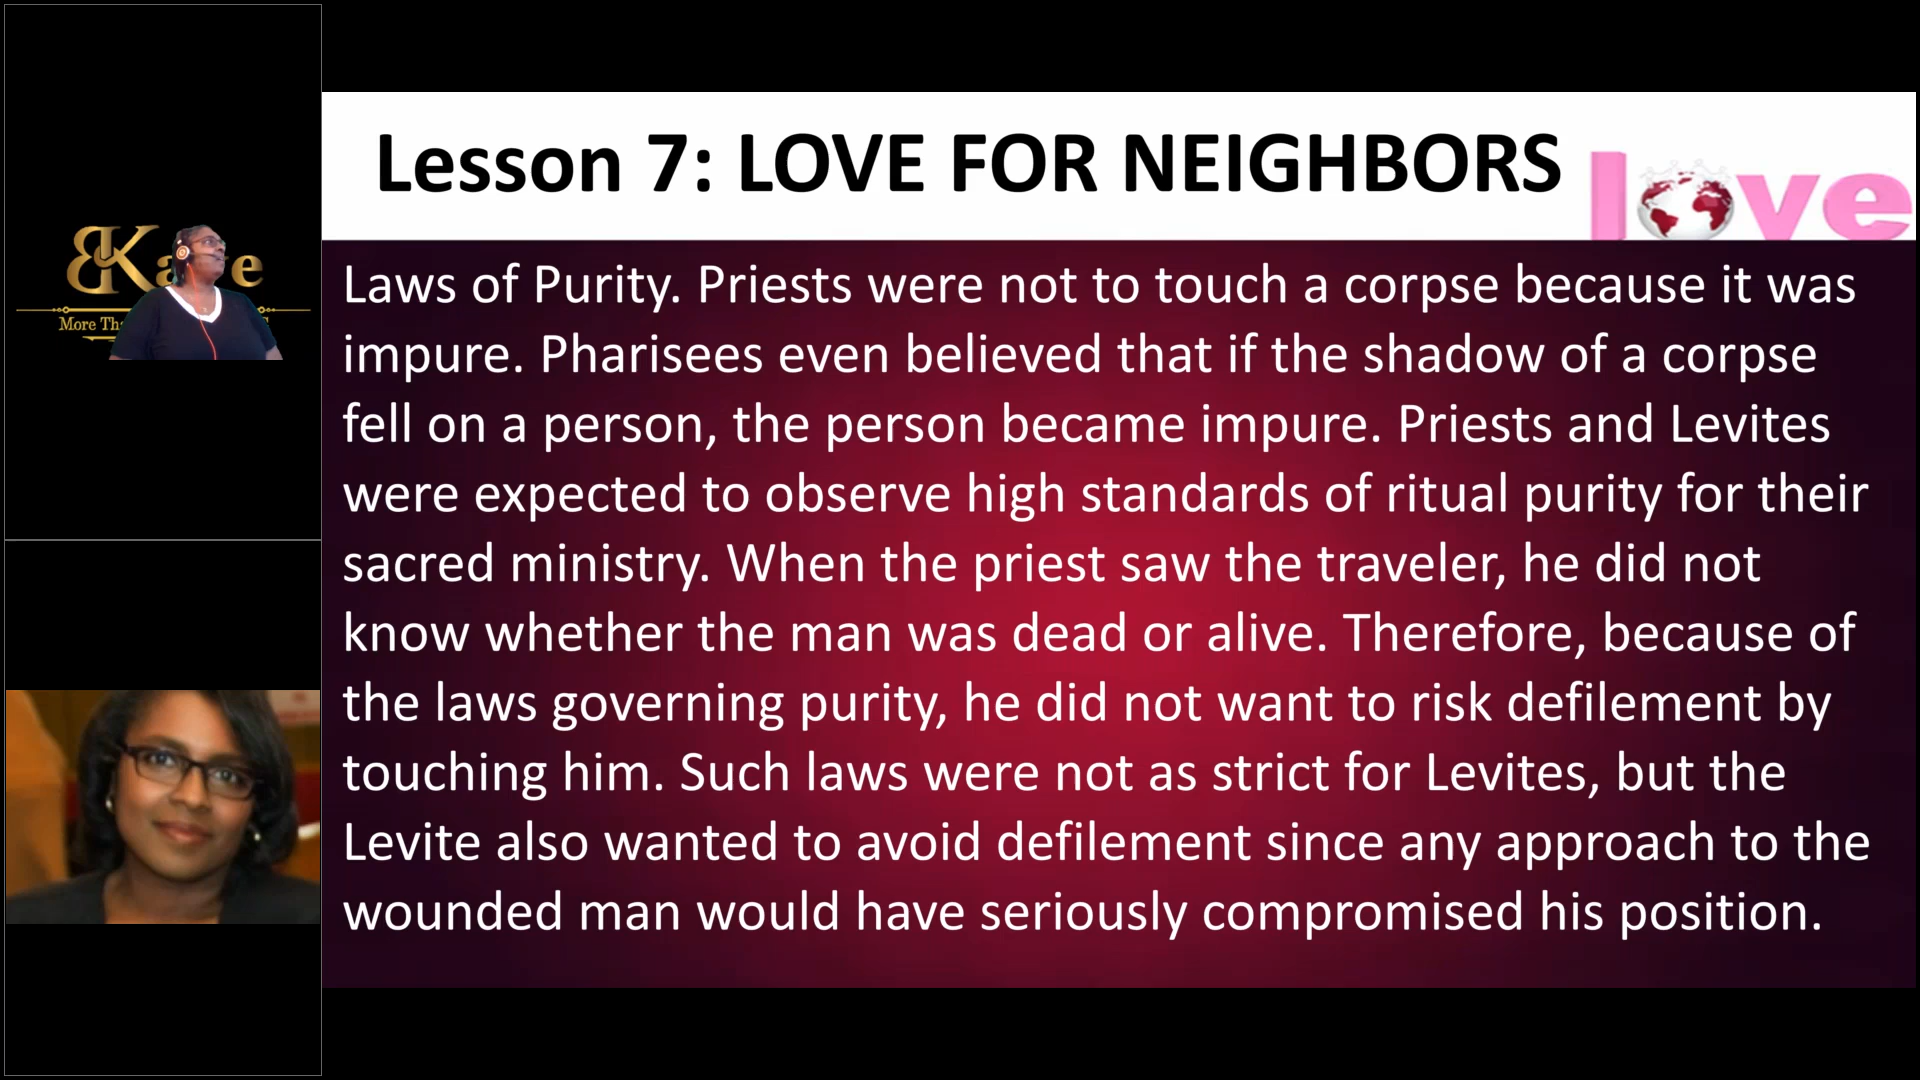 Lesson 7: LOVE FOR NEIGHBORS
love
Laws of Purity. Priests were not to touch a corpse because it was
impure. Pharisees even believed that if the shadow of a corpse
fell on a person, the person became impure. Priests and Levites
were expected to observe high standards of ritual purity for their
sacred ministry. When the priest saw the traveler, he did not
know whether the man was dead or alive. Therefore, because of
the laws governing purity, he did not want to risk defilement by
touching him. Such laws were not as strict for Levites, but the
Levite also wanted to avoid defilement since any approach to the
wounded man would have seriously compromised his position.
More